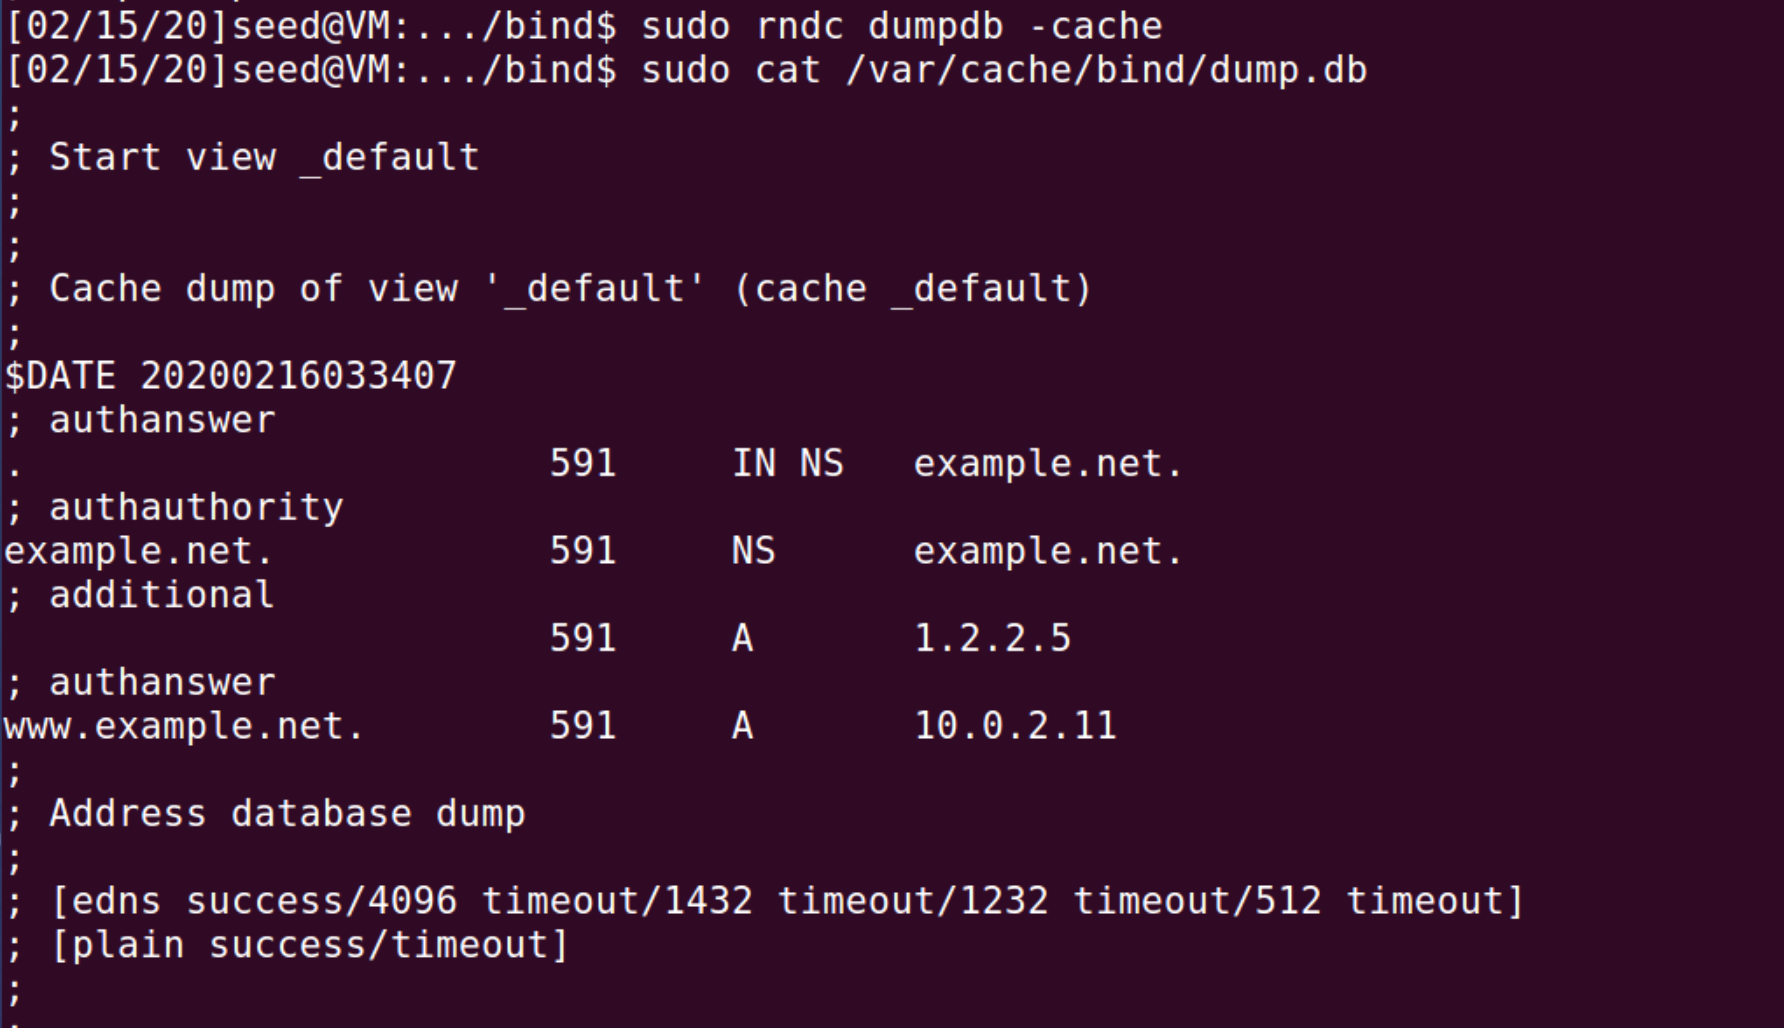 [02/15/20]seed@VM:.../bind$ sudo rndc dumpdb -cache
[02/15/20]seed@VM:.../bind$ sudo cat /var/cache/bind/dump.db
;
; Start view _default
;
;
; Cache dump of view '_default' (cache _default)
;
$DATE 20200216033407
; authanswer
. 591 IN NS example.net.
; authauthority
example.net. 591 NS example.net.
; additional
591 A 1.2.2.5
; authanswer
www.example.net. 591 A 10.0.2.11
;
; Address database dump
;
; [edns success/4096 timeout/1432 timeout/1232 timeout/512 timeout]
; [plain success/timeout]
;